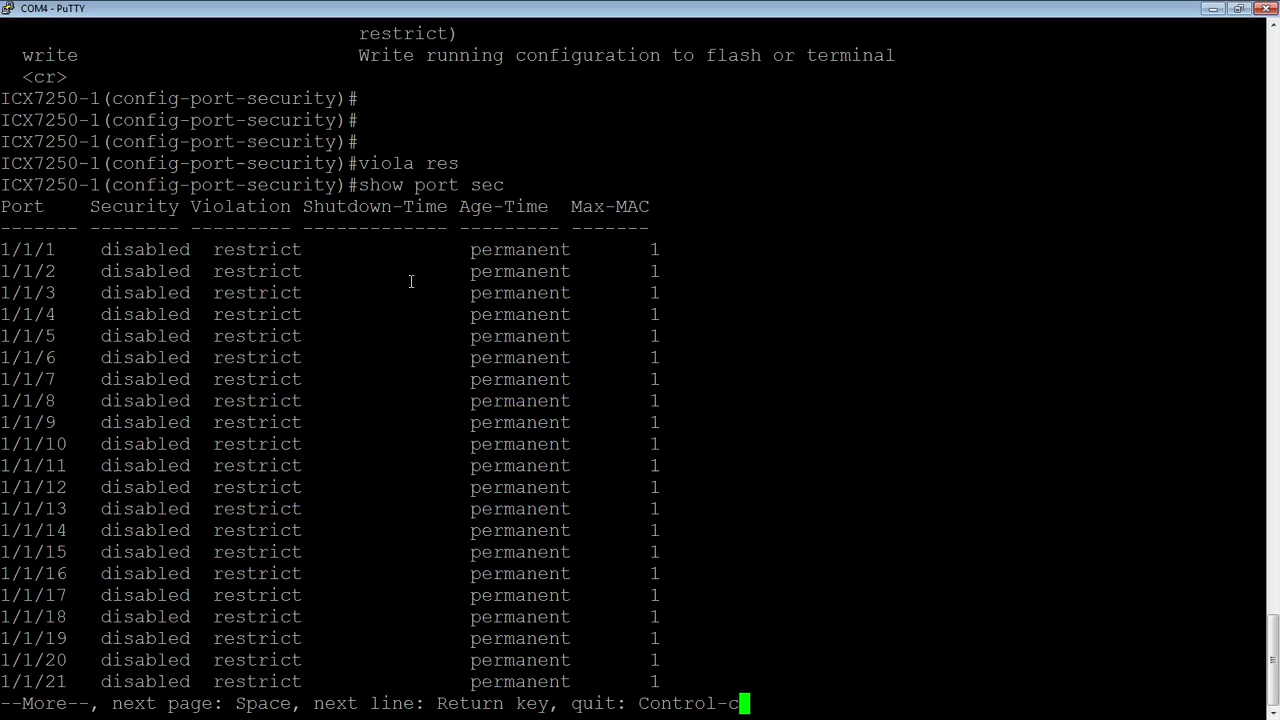 COM4 - PuTTY
restrict)
write Write running configuration to flash or terminal
<cr>
ICX7250-1(config-port-security)#
ICX7250-1(config-port-security)#
ICX7250-1(config-port-security)#
ICX7250-1(config-port-security)#viola res
ICX7250-1(config-port-security)#show port sec
Port Security Violation Shutdown-Time Age-Time Max-MAC
------- -------- --------- ------------- --------- -------
1/1/1 disabled restrict permanent 1
1/1/2 disabled restrict permanent 1
1/1/3 disabled restrict permanent 1
1/1/4 disabled restrict permanent 1
1/1/5 disabled restrict permanent 1
1/1/6 disabled restrict permanent 1
1/1/7 disabled restrict permanent 1
1/1/8 disabled restrict permanent 1
1/1/9 disabled restrict permanent 1
1/1/10 disabled restrict permanent 1
1/1/11 disabled restrict permanent 1
1/1/12 disabled restrict permanent 1
1/1/13 disabled restrict permanent 1
1/1/14 disabled restrict permanent 1
1/1/15 disabled restrict permanent 1
1/1/16 disabled restrict permanent 1
1/1/17 disabled restrict permanent 1
1/1/18 disabled restrict permanent 1
1/1/19 disabled restrict permanent 1
1/1/20 disabled restrict permanent 1
1/1/21 disabled restrict permanent 1
--More--, next page: Space, next line: Return key, quit: Control-c